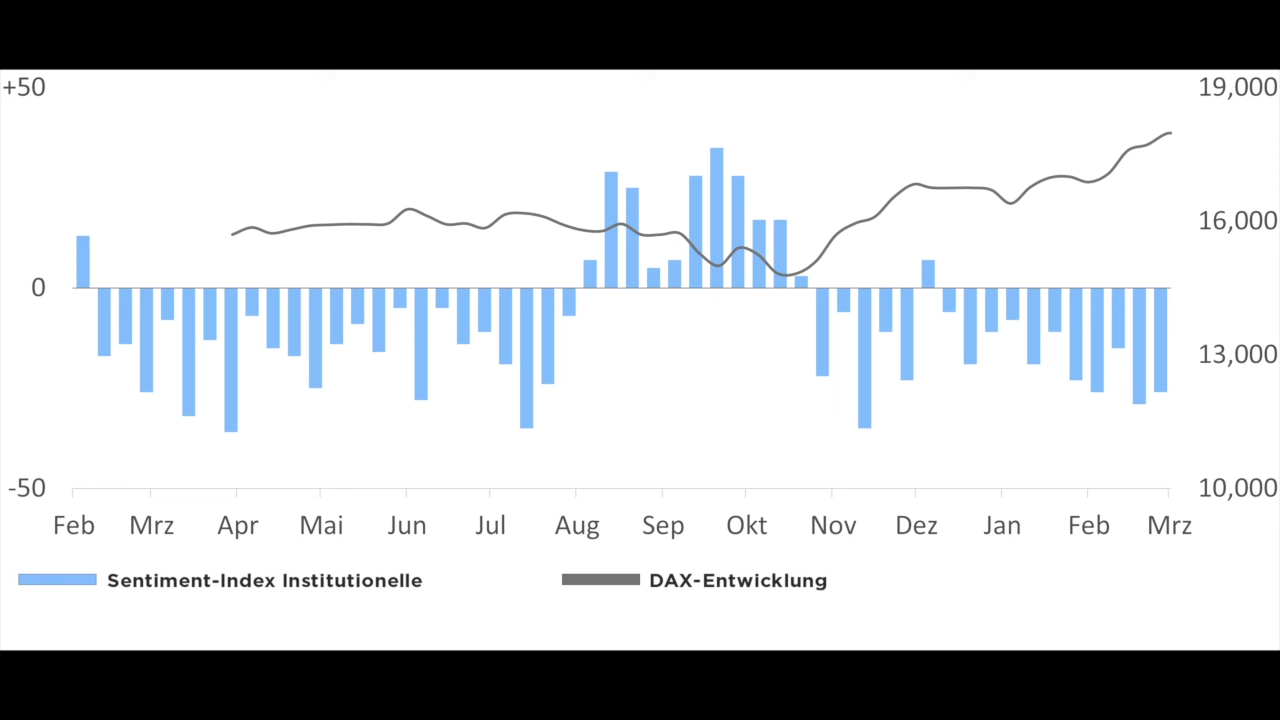 +50 19,000
16,000
0
13,000
-50 10,000
Feb Mrz Apr Mai Jun Jul Aug Sep Okt Nov Dez Jan Feb Mrz
Sentiment-Index Institutionelle DAX-Entwicklung